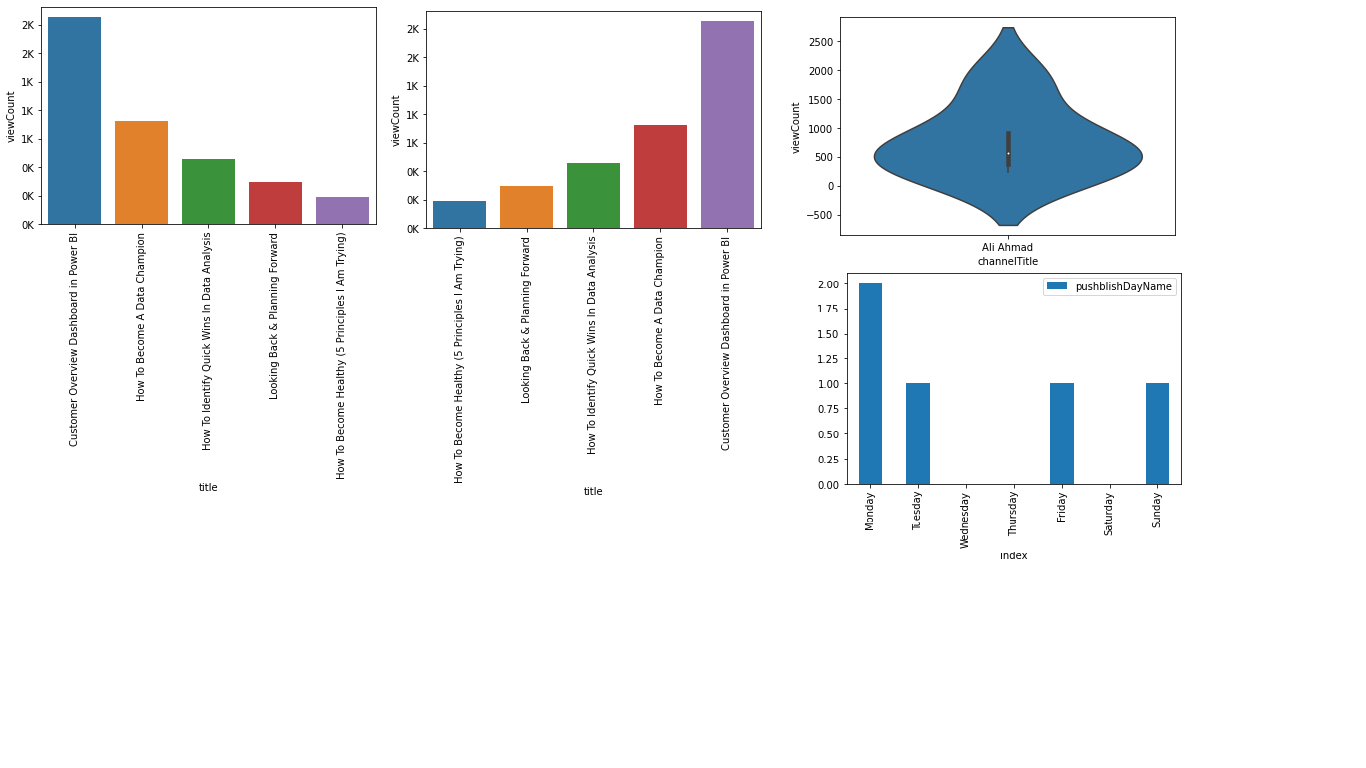 2K
2K
1K
1K
1K
0K
0K
0K
viewCount
Customer Overview Dashboard in Power BI
How To Become A Data Champion
How To Identify Quick Wins In Data Analysis
Looking Back & Planning Forward
How To Become Healthy (5 Principles I Am Trying)
title
2K
2K
1K
1K
1K
0K
0K
0K
viewCount
How To Become Healthy (5 Principles I Am Trying)
Looking Back & Planning Forward
How To Identify Quick Wins In Data Analysis
How To Become A Data Champion
Customer Overview Dashboard in Power BI
title
2500
2000
1500
1000
500
0
−500
viewCount
Ali Ahmad
channelTitle
pushblishDayName
2.00
1.75
1.50
1.25
1.00
0.75
0.50
0.25
0.00
Monday
Tuesday
Wednesday
Thursday
Friday
Saturday
Sunday
index